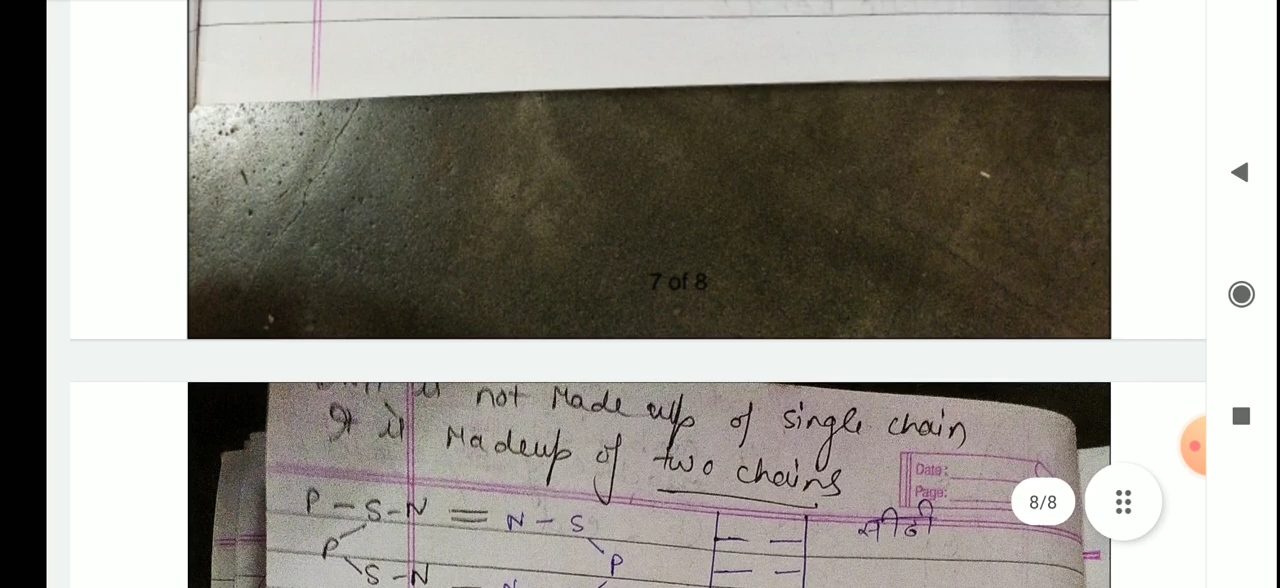 7 of 8
not Made up of single chain
It is Madeup of two chains
Date:
Page:
8/8
P - S - N = N - S
सीढी
P P
S - N - N